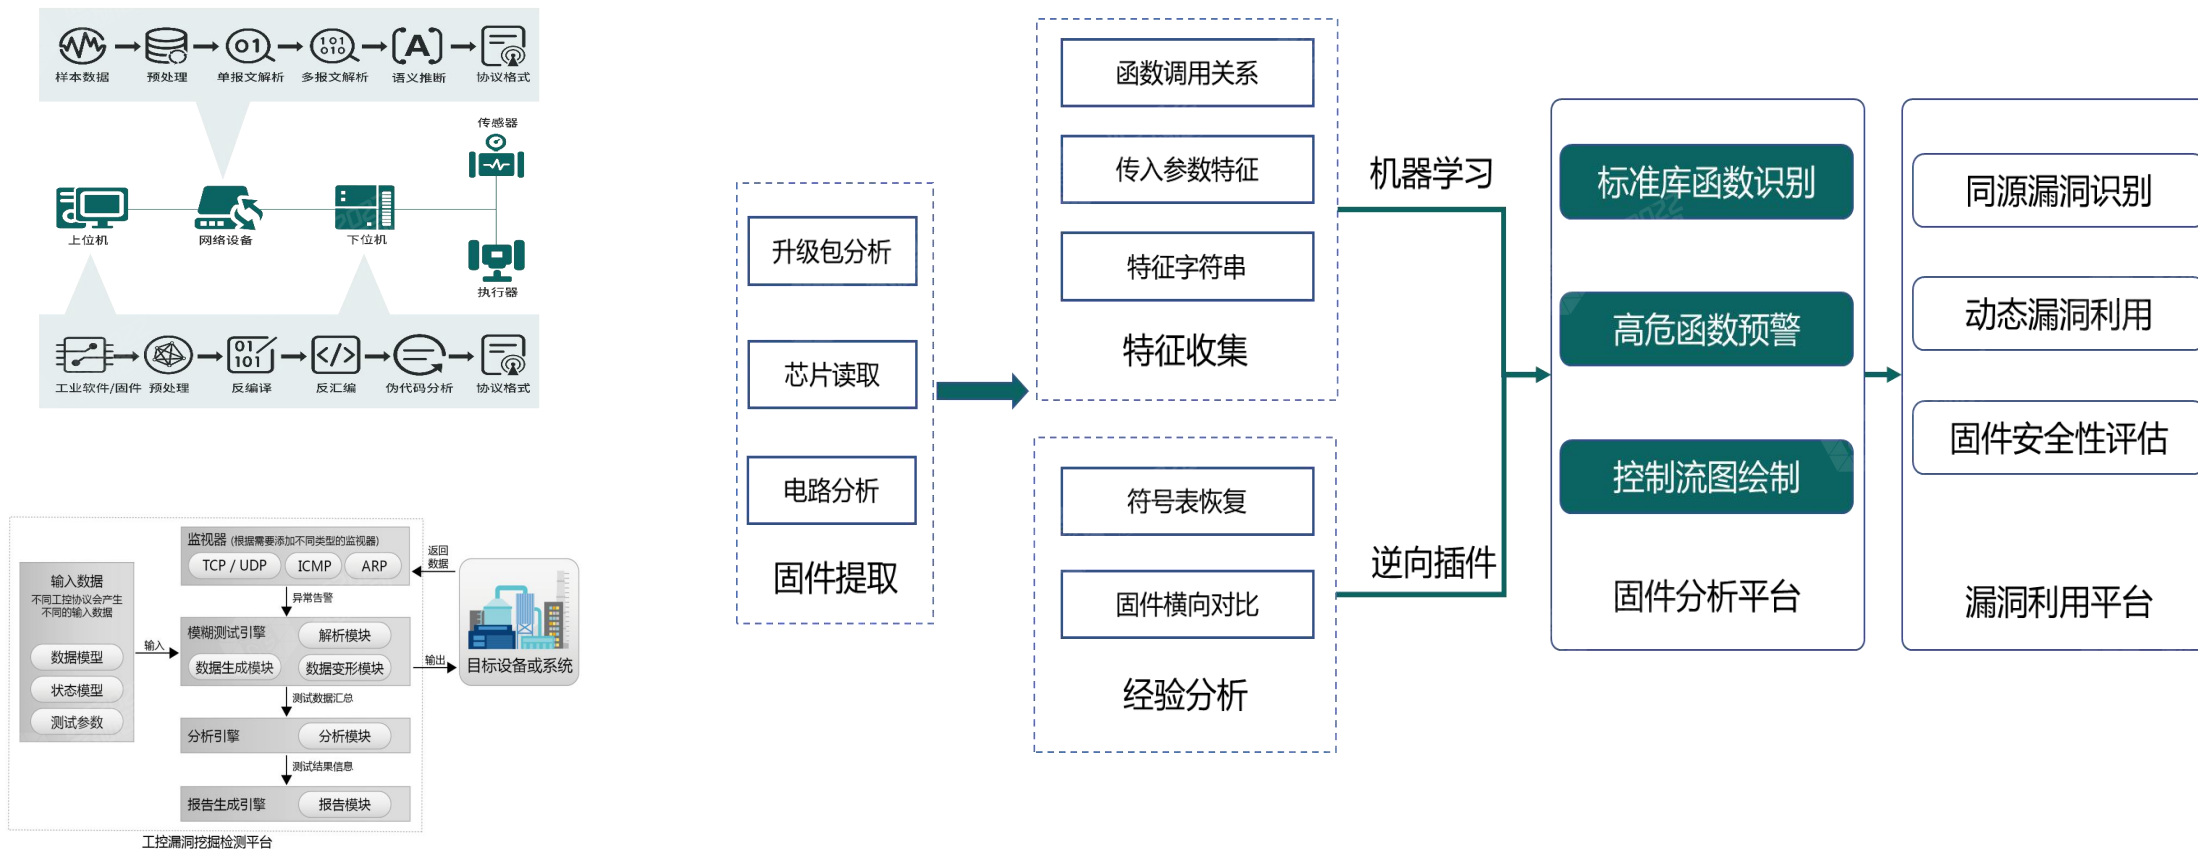 样本数据
预处理
单报文解析
多报文解析
语义推断
协议格式
传感器
上位机
网络设备
下位机
执行器
工业软件/固件
预处理
反编译
反汇编
伪代码分析
协议格式
监视器 (根据需要添加不同类型的监视器)
TCP / UDP
ICMP
ARP
返回
数据
输入数据
不同工控协议会产生
不同的输入数据
数据模型
状态模型
测试参数
输入
异常告警
模糊测试引擎
解析模块
数据生成模块
数据变形模块
输出
目标设备或系统
测试数据汇总
分析引擎
分析模块
测试结果信息
报告生成引擎
报告模块
工控漏洞挖掘检测平台
升级包分析
芯片读取
电路分析
固件提取
函数调用关系
传入参数特征
特征字符串
特征收集
符号表恢复
固件横向对比
经验分析
机器学习
逆向插件
标准库函数识别
高危函数预警
控制流图绘制
固件分析平台
同源漏洞识别
动态漏洞利用
固件安全性评估
漏洞利用平台